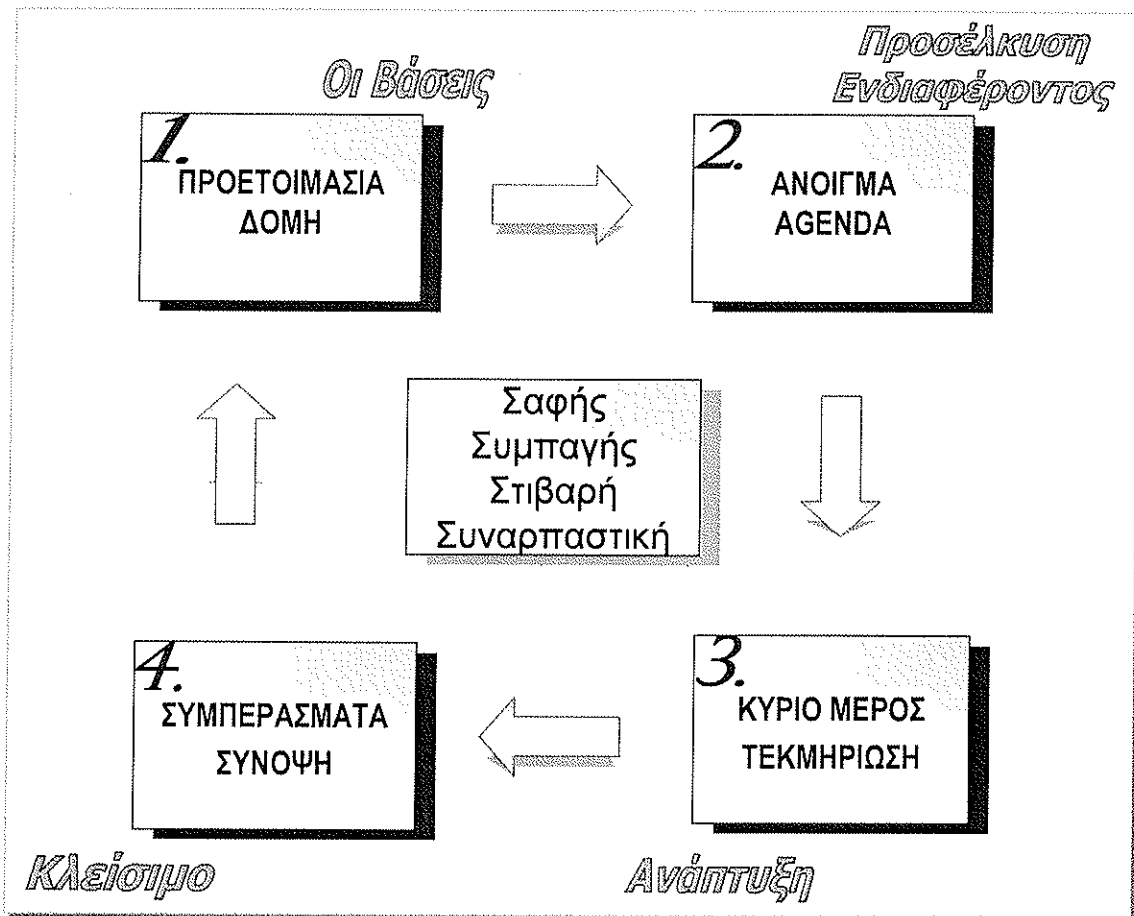 Οι Βάσεις
Προσέλκυση
Ενδιαφέροντος
1.
ΠΡΟΕΤΟΙΜΑΣΙΑ
ΔΟΜΗ
2.
ΑΝΟΙΓΜΑ
AGENDA
Σαφής
Συμπαγής
Στιβαρή
Συναρπαστική
4.
ΣΥΜΠΕΡΑΣΜΑΤΑ
ΣΥΝΟΨΗ
3.
ΚΥΡΙΟ ΜΕΡΟΣ
ΤΕΚΜΗΡΙΩΣΗ
Κλείσιμο
Ανάπτυξη